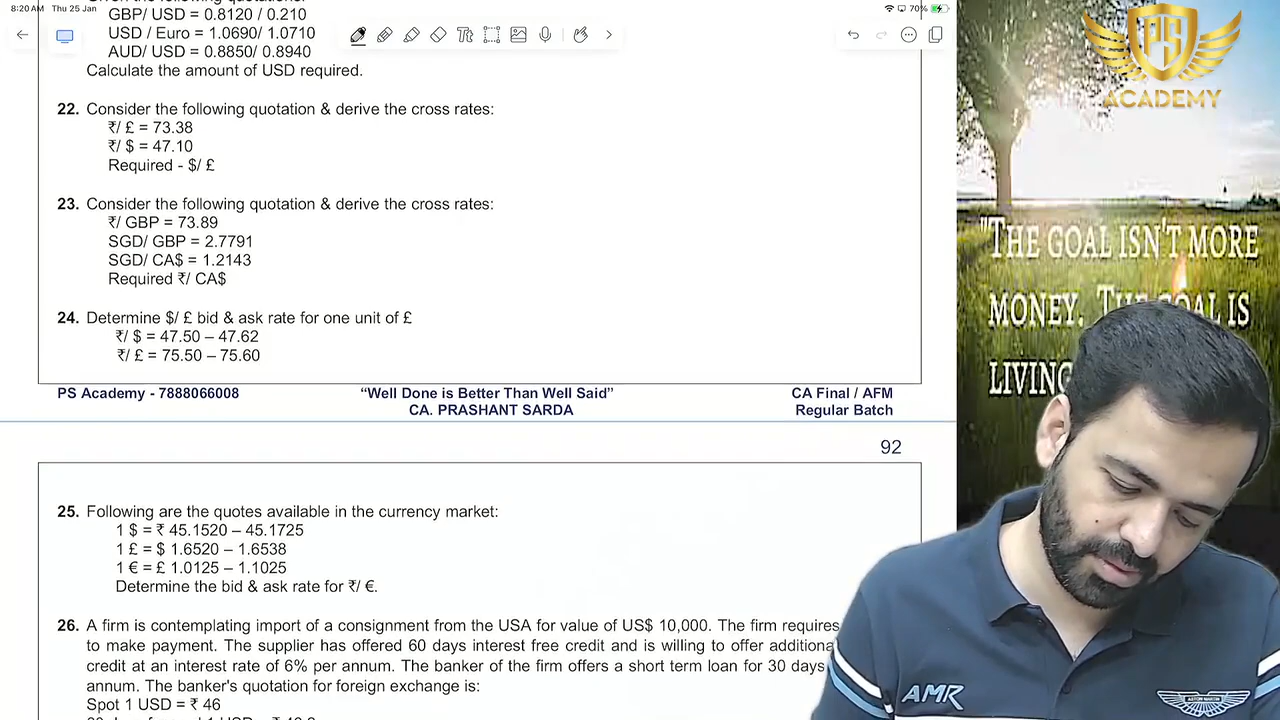 8:20 AM Thu 25 Jan
70%
GBP/ USD = 0.8120 / 0.210
USD / Euro = 1.0690/ 1.0710
AUD/ USD = 0.8850/ 0.8940
Calculate the amount of USD required.
22. Consider the following quotation & derive the cross rates:
₹/ £ = 73.38
₹/ $ = 47.10
Required - $/ £
23. Consider the following quotation & derive the cross rates:
₹/ GBP = 73.89
SGD/ GBP = 2.7791
SGD/ CA$ = 1.2143
Required ₹/ CA$
24. Determine $/ £ bid & ask rate for one unit of £
₹/ $ = 47.50 – 47.62
₹/ £ = 75.50 – 75.60
PS Academy - 7888066008 “Well Done is Better Than Well Said” CA Final / AFM
CA. PRASHANT SARDA Regular Batch
92
25. Following are the quotes available in the currency market:
1 $ = ₹ 45.1520 – 45.1725
1 £ = $ 1.6520 – 1.6538
1 € = £ 1.0125 – 1.1025
Determine the bid & ask rate for ₹/ €.
26. A firm is contemplating import of a consignment from the USA for value of US$ 10,000. The firm requires
to make payment. The supplier has offered 60 days interest free credit and is willing to offer additiona
credit at an interest rate of 6% per annum. The banker of the firm offers a short term loan for 30 days
annum. The banker's quotation for foreign exchange is:
Spot 1 USD = ₹ 46
PS
ACADEMY
"THE GOAL ISN'T MORE
MONEY. THE GOAL IS
LIVING
AMR
ASTON MARTIN